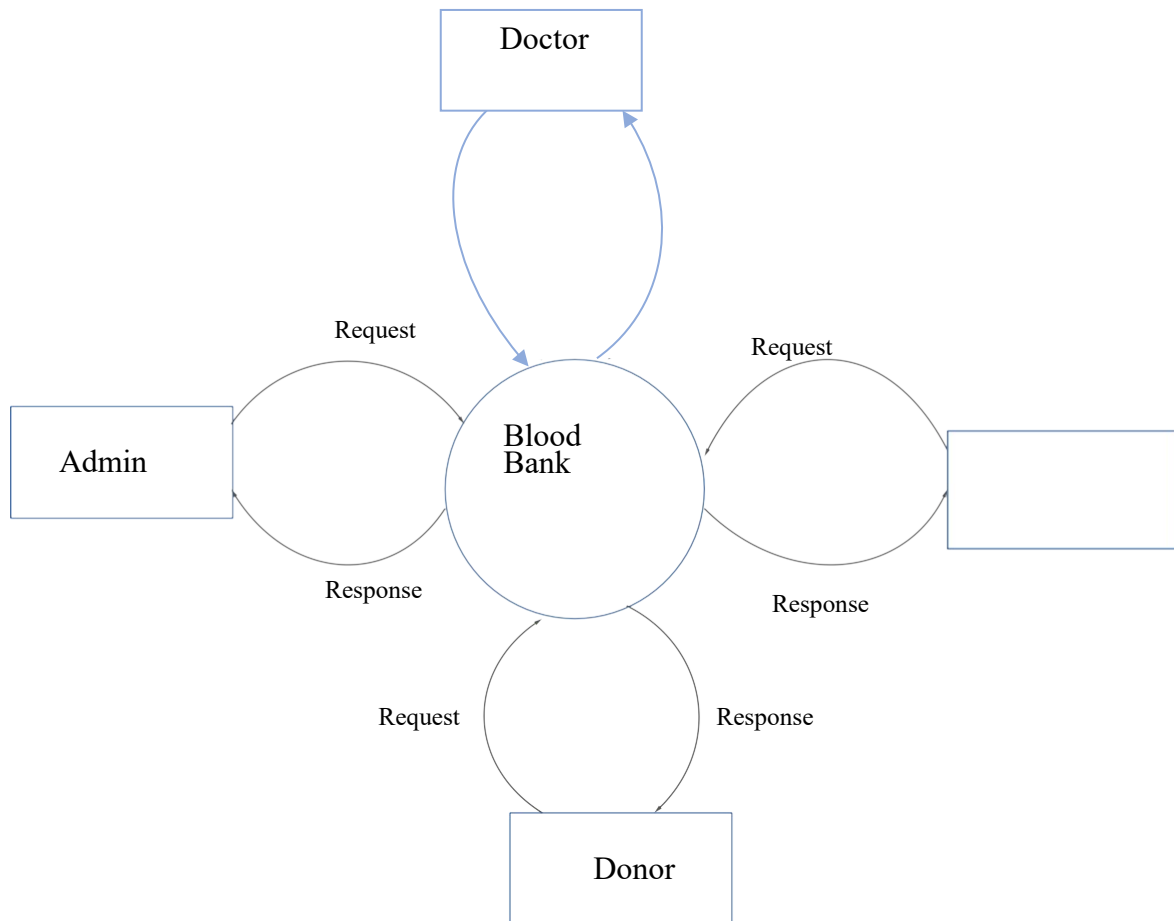 Doctor
Request
Request
Blood
Bank
Admin
Response
Response
Request
Response
Donor